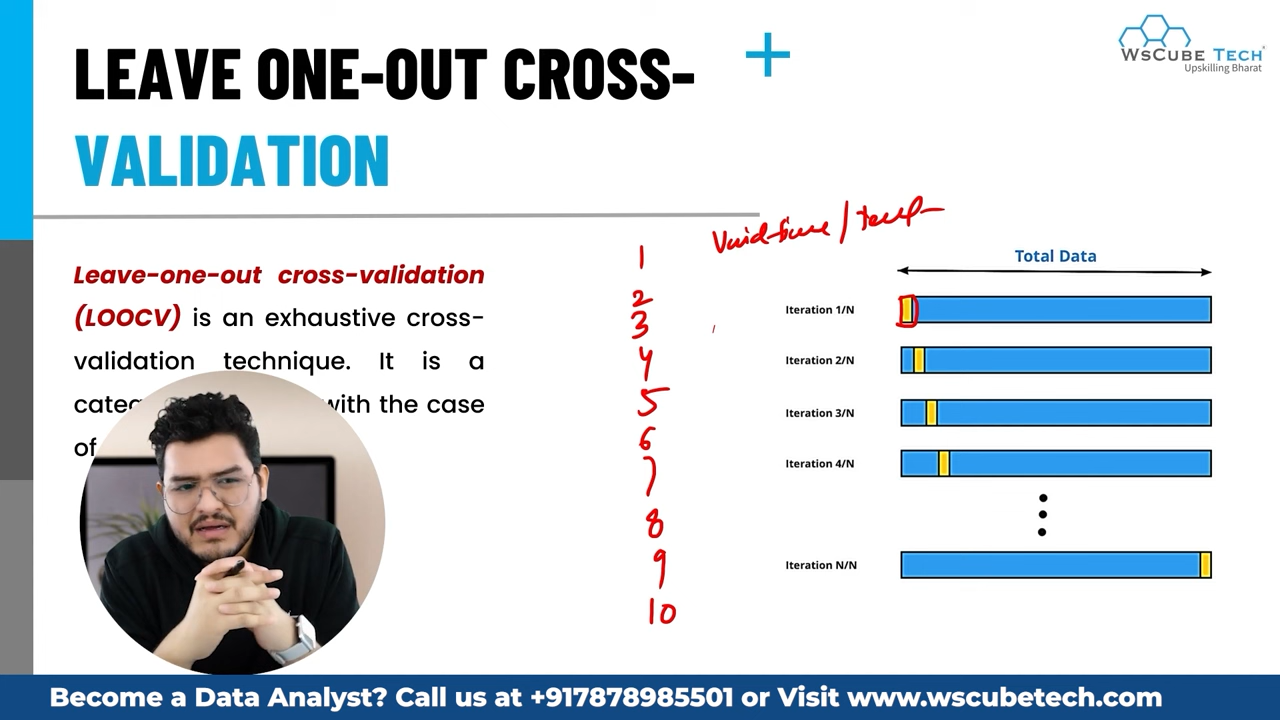 LEAVE ONE-OUT CROSS-
VALIDATION
WsCube Tech
Upskilling Bharat
Leave-one-out cross-validation
(LOOCV) is an exhaustive cross-
validation technique. It is a
with the case
of
1
2
3
4
5
6
7
8
9
10
Total Data
Iteration 1/N
Iteration 2/N
Iteration 3/N
Iteration 4/N
Iteration N/N
Become a Data Analyst? Call us at +917878985501 or Visit www.wscubetech.com